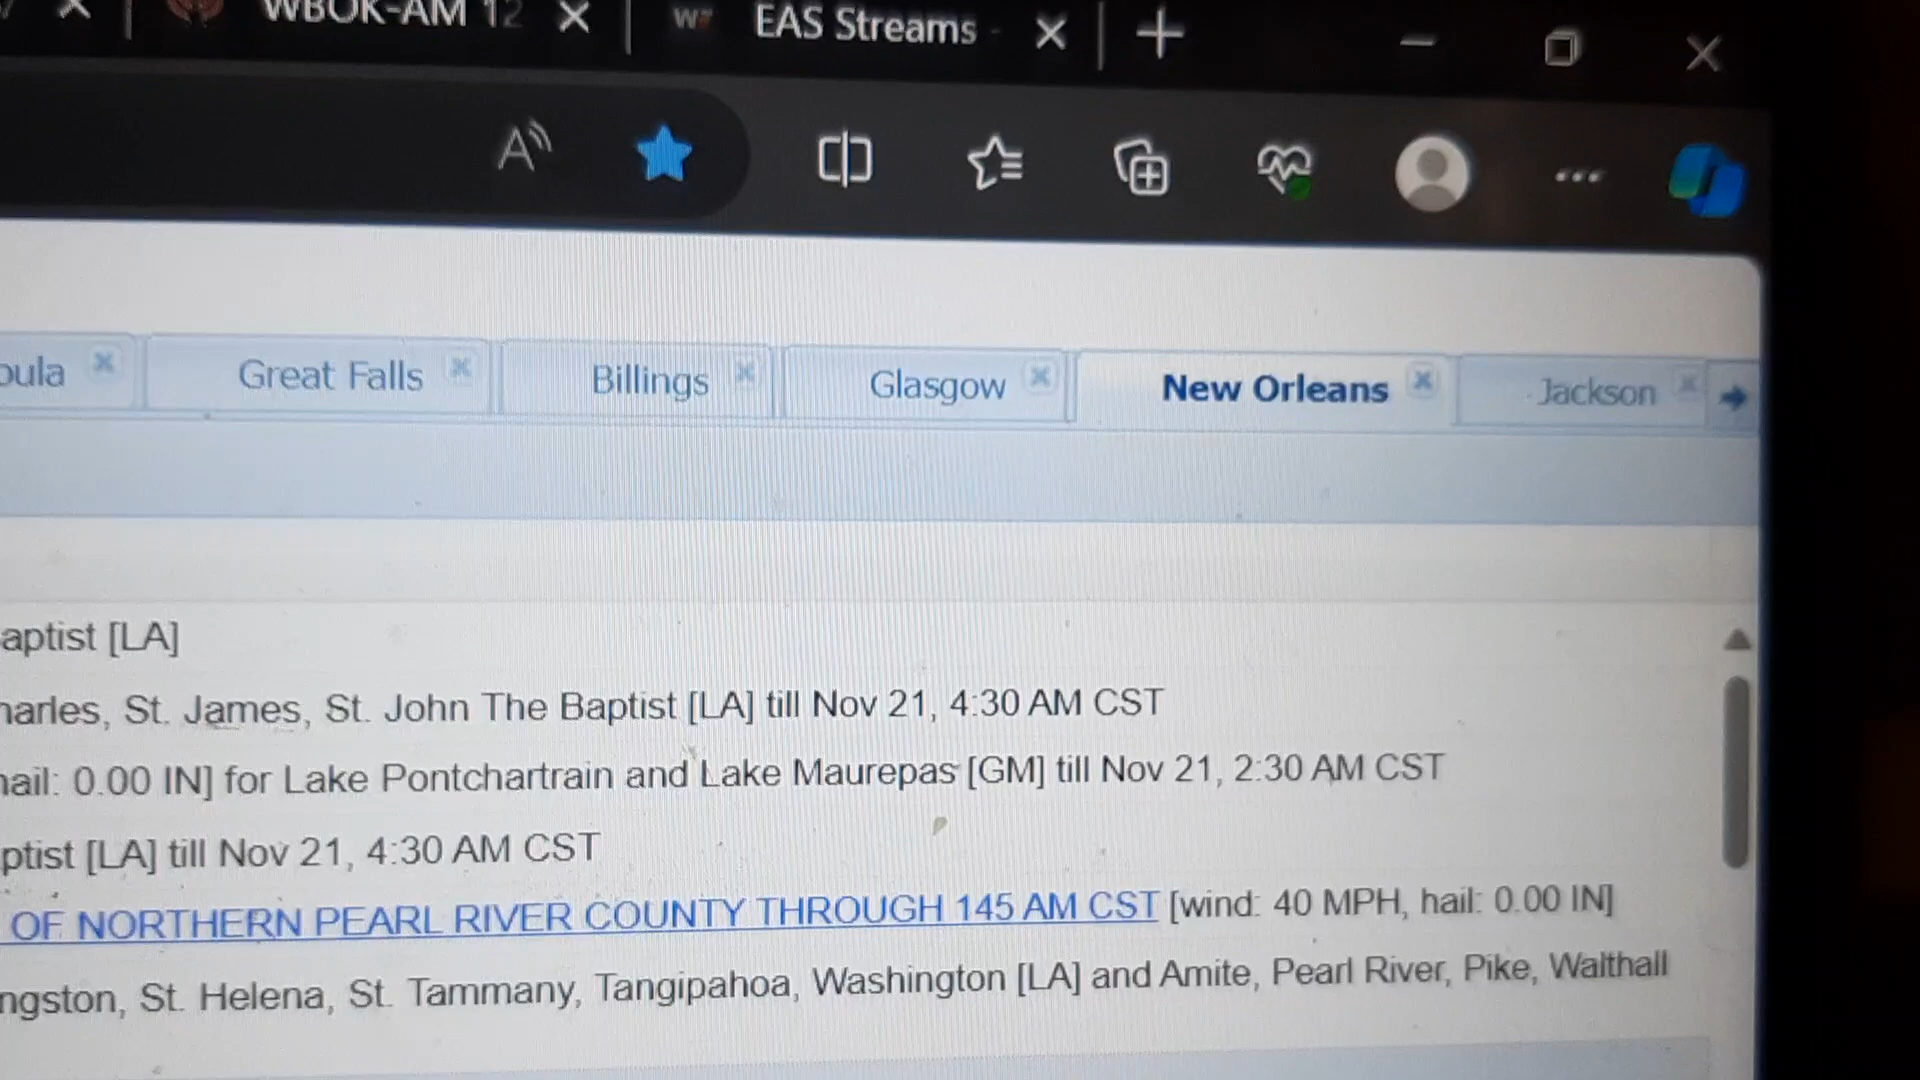 WBOK-AM 12
EAS Streams -
Great Falls
Billings
Glasgow
New Orleans
Jackson
aptist [LA]
harles, St. James, St. John The Baptist [LA] till Nov 21, 4:30 AM CST
hail: 0.00 IN] for Lake Pontchartrain and Lake Maurepas [GM] till Nov 21, 2:30 AM CST
ptist [LA] till Nov 21, 4:30 AM CST
OF NORTHERN PEARL RIVER COUNTY THROUGH 145 AM CST [wind: 40 MPH, hail: 0.00 IN]
ngston, St. Helena, St. Tammany, Tangipahoa, Washington [LA] and Amite, Pearl River, Pike, Walthall